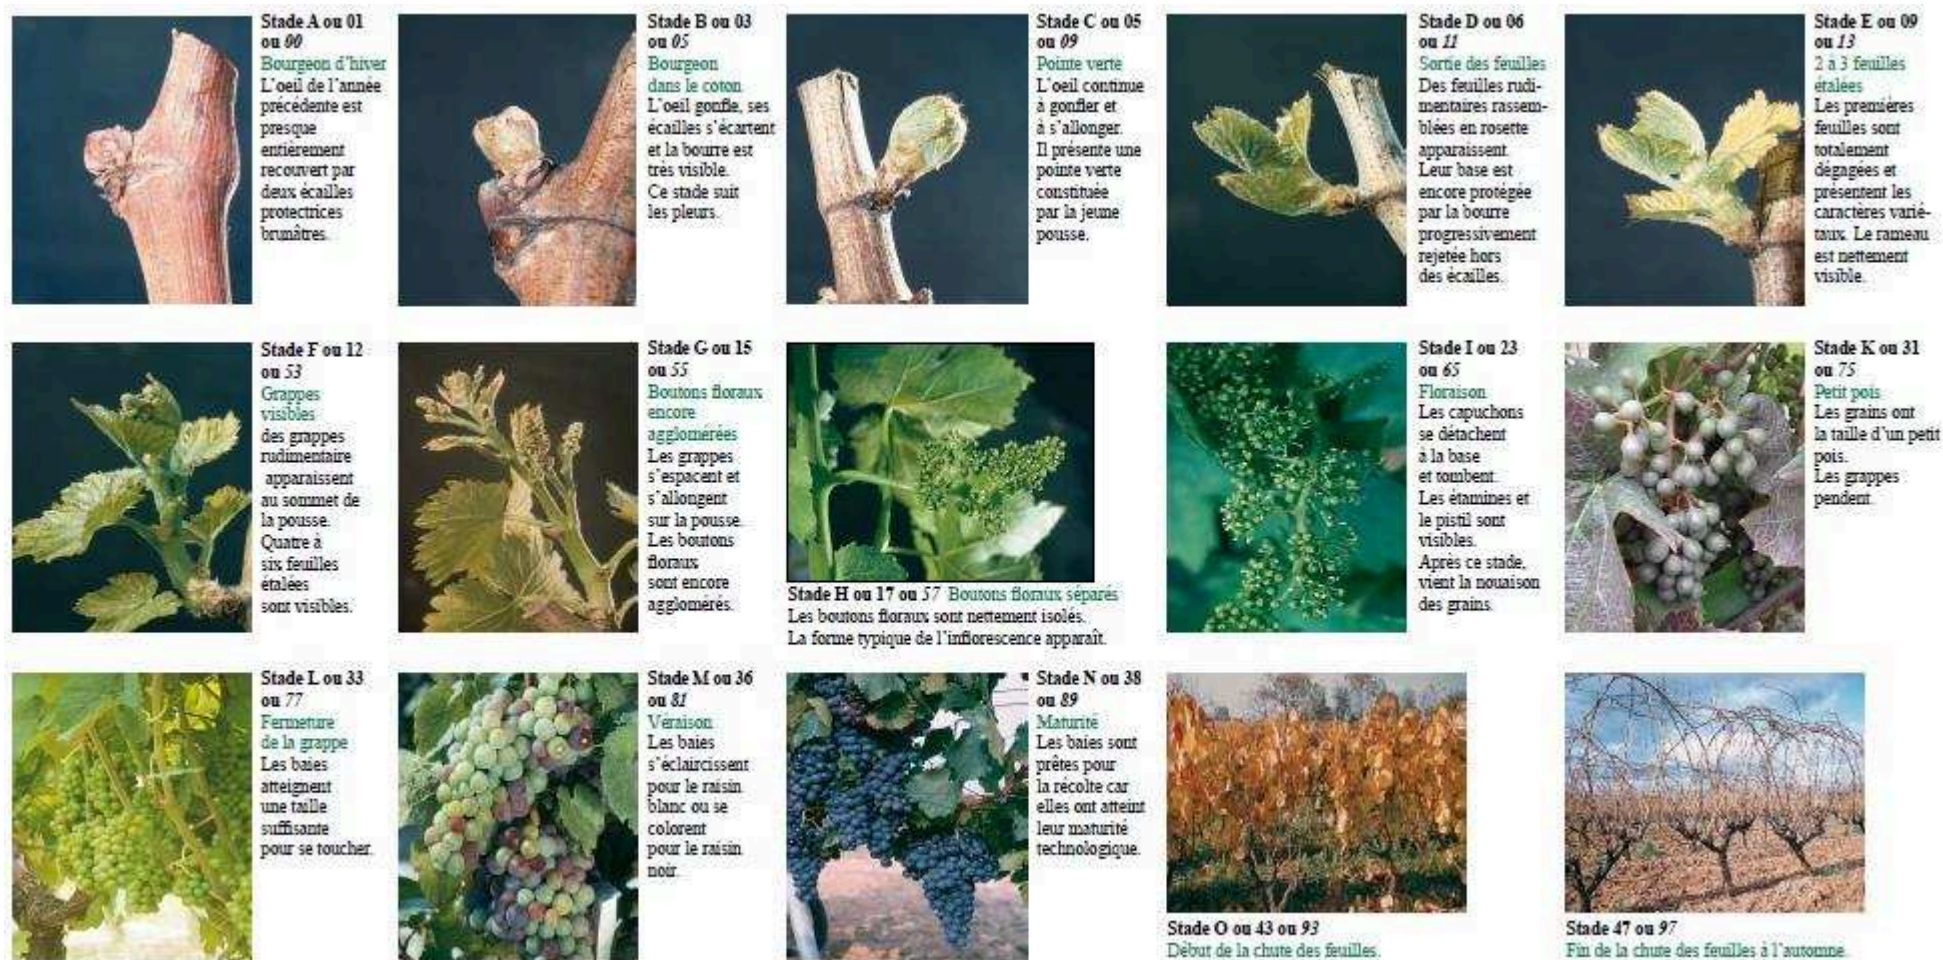 Stade A ou 01
ou 00
Bourgeon d'hiver
L'oeil de l'année
précédente est
presque
entièrement
recouvert par
deux écailles
protectrices
brunâtres.
Stade B ou 03
ou 05
Bourgeon
dans le coton
L'oeil gonfle, ses
écailles s'écartent
et la bourre est
très visible.
Ce stade suit
les pleurs.
Stade C ou 05
ou 09
Pointe verte
L'oeil continue
à gonfler et
à s'allonger.
Il présente une
pointe verte
constituée
par la jeune
pousse.
Stade D ou 06
ou 11
Sortie des feuilles
Des feuilles rudi-
mentaires rassem-
blées en rosette
apparaissent.
Leur base est
encore protégée
par la bourre
progressivement
rejetée hors
des écailles.
Stade E ou 09
ou 13
2 à 3 feuilles
étalées
Les premières
feuilles sont
totalement
dégagées et
présentent les
caractères varié-
taux. Le rameau
est nettement
visible.
Stade F ou 12
ou 53
Grappes
visibles
des grappes
rudimentaire
apparaissent
au sommet de
la pousse.
Quatre à
six feuilles
étalées
sont visibles.
Stade G ou 15
ou 55
Boutons floraux
encore
agglomérées
Les grappes
s'espacent et
s'allongent
sur la pousse.
Les boutons
floraux
sont encore
agglomérés.
Stade H ou 17 ou 57 Boutons floraux séparés
Les boutons floraux sont nettement isolés.
La forme typique de l'inflorescence apparaît.
Stade I ou 23
ou 65
Floraison
Les capuchons
se détachent
à la base
et tombent.
Les étamines et
le pistil sont
visibles.
Après ce stade,
vient la nouaison
des grains.
Stade K ou 31
ou 75
Petit pois
Les grains ont
la taille d'un petit
pois.
Les grappes
pendent.
Stade L ou 33
ou 77
Fermeture
de la grappe
Les baies
atteignent
une taille
suffisante
pour se toucher.
Stade M ou 36
ou 81
Véraison
Les baies
s'éclaircissent
pour le raisin
blanc ou se
colorent
pour le raisin
noir.
Stade N ou 38
ou 89
Maturité
Les baies sont
prêtes pour
la récolte car
elles ont atteint
leur maturité
technologique.
Stade O ou 43 ou 93
Début de la chute des feuilles.
Stade 47 ou 97
Fin de la chute des feuilles à l'automne.